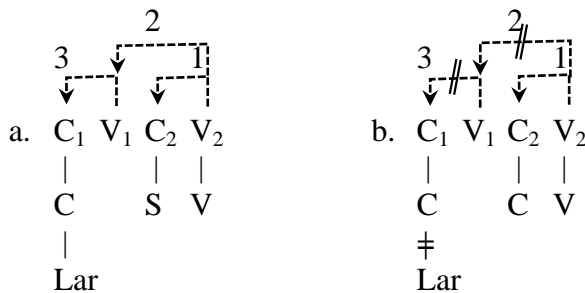 2 2
3 1 3 1
a. C₁ V₁ C₂ V₂ b. C₁ V₁ C₂ V₂
C S V C C V
Lar Lar